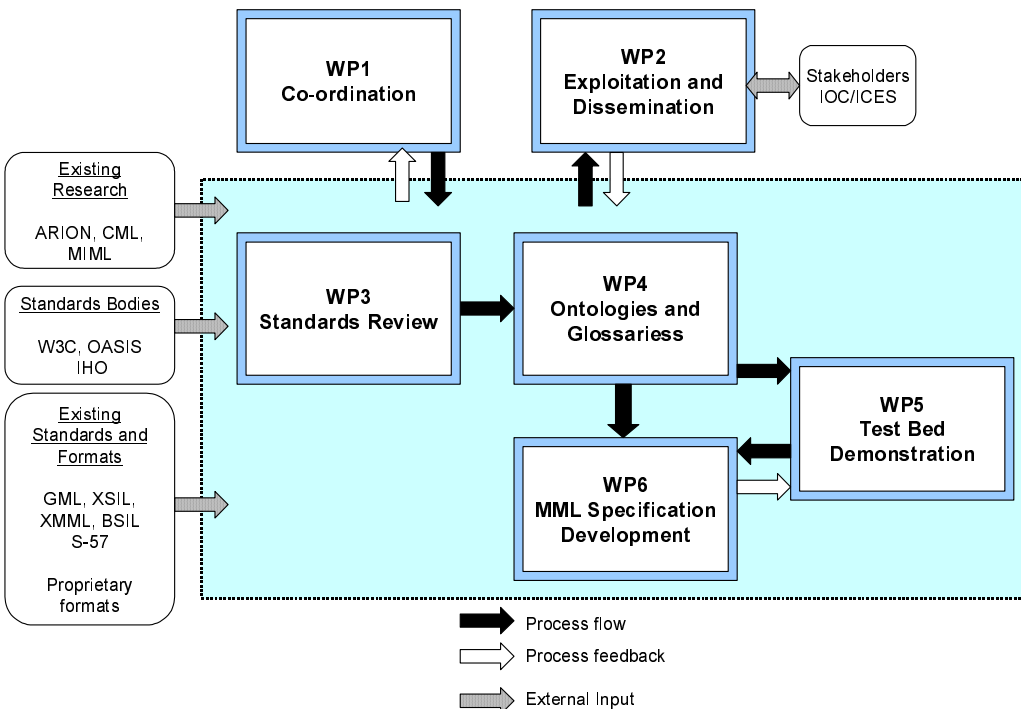 WP1
Co-ordination
WP2
Exploitation and
Dissemination
Stakeholders
IOC/ICES
Existing
Research
ARION, CML,
MIML
Standards Bodies
W3C, OASIS
IHO
Existing
Standards and
Formats
GML, XSIL,
XMML, BSIL
S-57
Proprietary
formats
WP3
Standards Review
WP4
Ontologies and
Glossariess
WP5
Test Bed
Demonstration
WP6
MML Specification
Development
Process flow
Process feedback
External Input